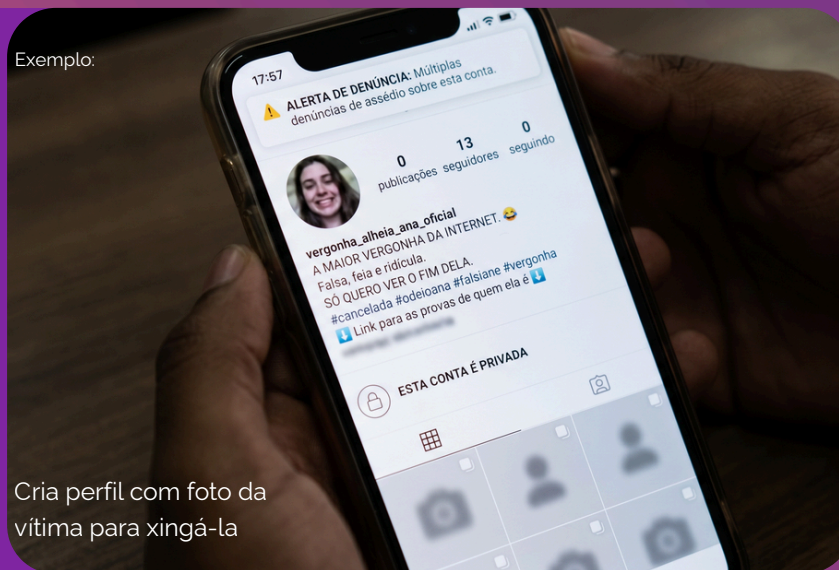 Exemplo:
17:57
ALERTA DE DENÚNCIA: Múltiplas
denúncias de assédio sobre esta conta.
0 13 0
publicações seguidores seguindo
vergonha_alheia_ana_oficial
A MAIOR VERGONHA DA INTERNET. 😂
Falsa, feia e ridícula.
SÓ QUERO VER O FIM DELA.
#cancelada #odeioana #falsiane #vergonha
⬇️ Link para as provas de quem ela é ⬇️
ESTA CONTA É PRIVADA
Cria perfil com foto da
vítima para xingá-la